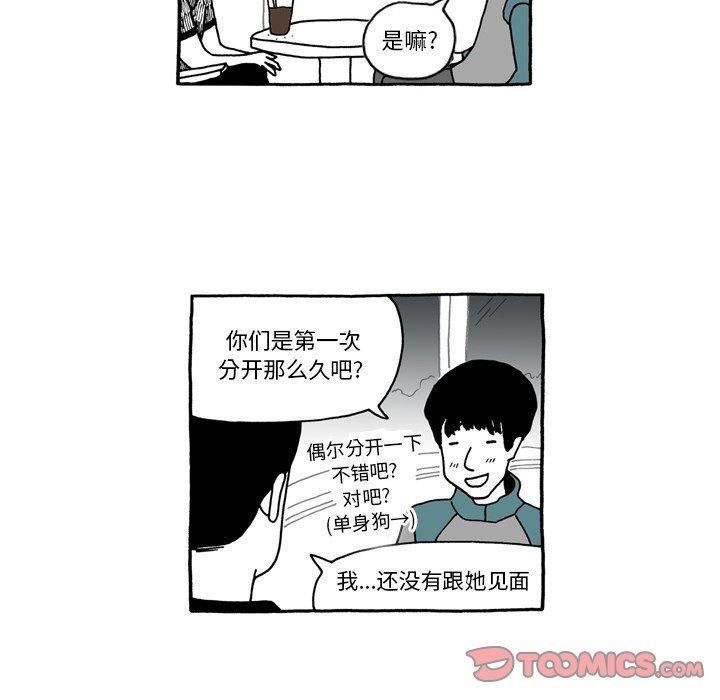 是嘛?
你们是第一次
分开那么久吧?
偶尔分开一下
不错吧?
对吧?
(单身狗→)
我...还没有跟她见面
TOOMICS.COM